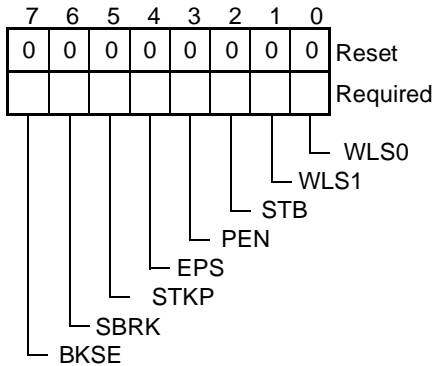 7 6 5 4 3 2 1 0
0 0 0 0 0 0 0 0 Reset
Required
WLS0
WLS1
STB
PEN
EPS
STKP
SBRK
BKSE